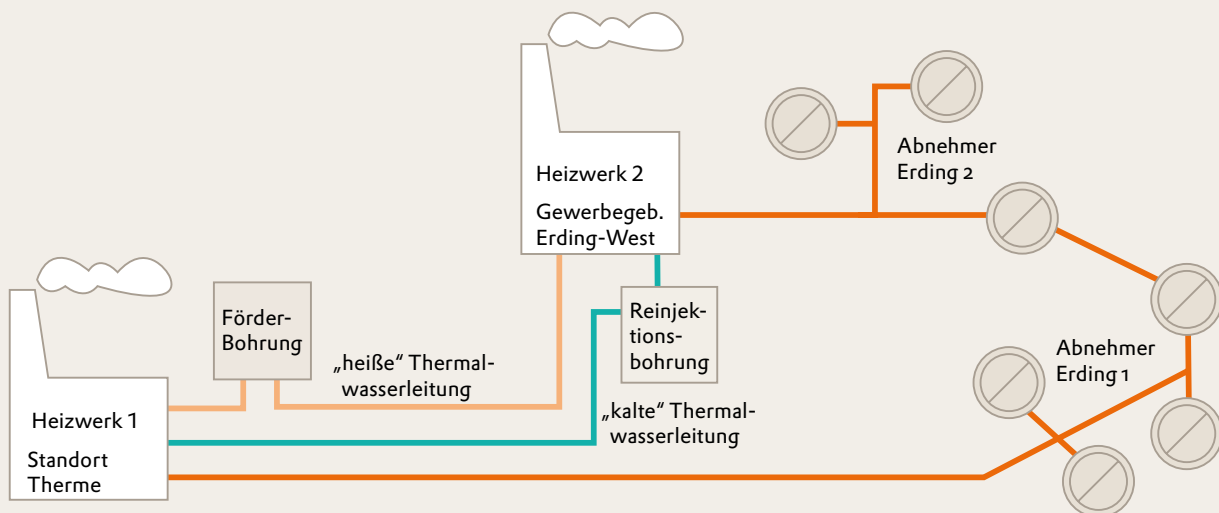 Heizwerk 2
Gewerbegeb.
Erding-West
Abnehmer
Erding 2
Förder-
Bohrung
„heiße“ Thermal-
wasserleitung
Reinjek-
tions-
bohrung
„kalte“ Thermal-
wasserleitung
Abnehmer
Erding 1
Heizwerk 1
Standort
Therme